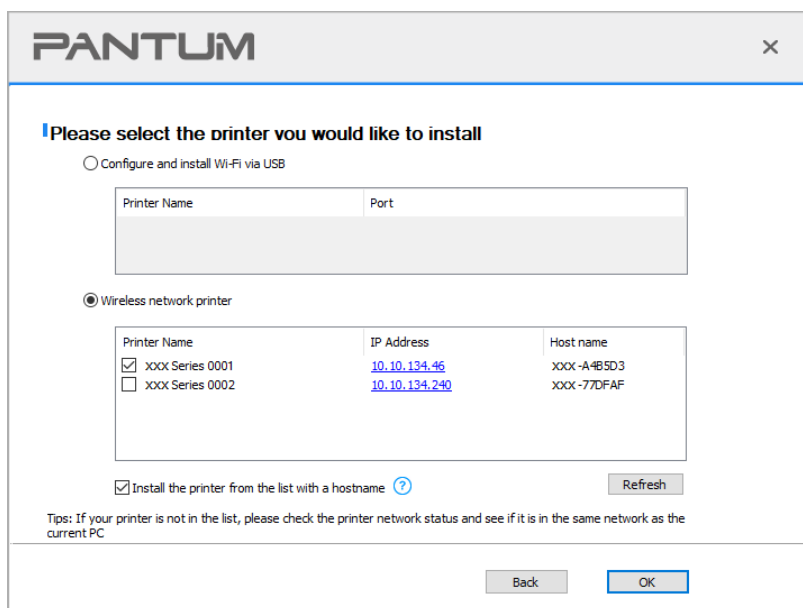 PANTUM
Please select the printer you would like to install
Configure and install Wi-Fi via USB
Printer Name Port
Wireless network printer
Printer Name IP Address Host name
XXX Series 0001 10.10.134.46 XXX-A4B5D3
XXX Series 0002 10.10.134.240 XXX-77DFAF
Install the printer from the list with a hostname ? Refresh
Tips: If your printer is not in the list, please check the printer network status and see if it is in the same network as the
current PC
Back OK